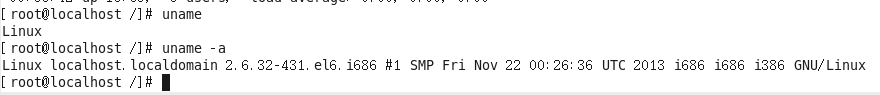 [root@localhost /]# uname
Linux
[root@localhost /]# uname -a
Linux localhost.localdomain 2.6.32-431.el6.i686 #1 SMP Fri Nov 22 00:26:36 UTC 2013 i686 i686 i386 GNU/Linux
[root@localhost /]#